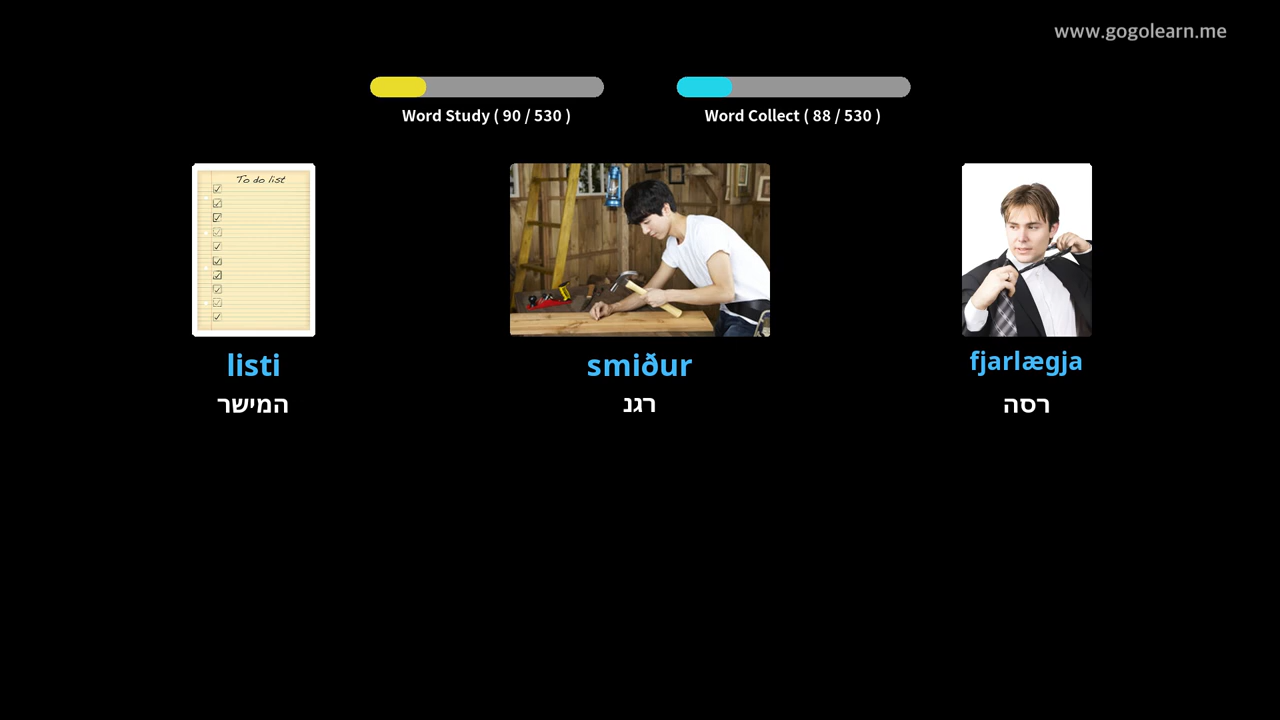 www.gogolearn.me
Word Study ( 90 / 530 )
Word Collect ( 88 / 530 )
To do list
listi
המישר
smiður
רגנ
fjarlægja
רסה